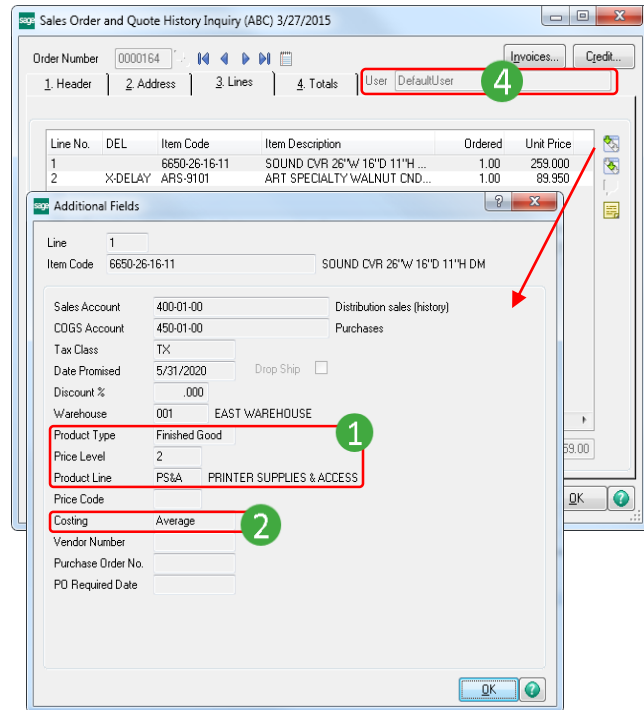 sage Sales Order and Quote History Inquiry (ABC) 3/27/2015
Order Number 0000164 Invoices... Credit...
1. Header 2. Address 3. Lines 4. Totals User DefaultUser 4
Line No. DEL Item Code Item Description Ordered Unit Price
1 6650-26-16-11 SOUND CVR 26"W 16"D 11"H ... 1.00 259.000
2 X-DELAY ARS-9101 ART SPECIALTY WALNUT CND... 1.00 89.950
sage Additional Fields ? X
Line 1
Item Code 6650-26-16-11 SOUND CVR 26"W 16"D 11"H DM
Sales Account 400-01-00 Distribution sales (history)
COGS Account 450-01-00 Purchases
Tax Class TX
Date Promised 5/31/2020 Drop Ship
Discount % .000
Warehouse 001 EAST WAREHOUSE
Product Type Finished Good 1
Price Level 2 59.00
Product Line PS&A PRINTER SUPPLIES & ACCESS
Price Code
Costing Average 2
Vendor Number
Purchase Order No.
PO Required Date
OK ?
OK ?